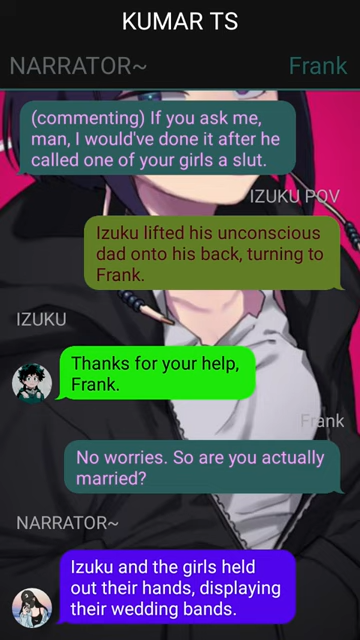 KUMAR TS
NARRATOR~
Frank
(commenting) If you ask me,
man, I would've done it after he
called one of your girls a slut.
IZUKU POV
Izuku lifted his unconscious
dad onto his back, turning to
Frank.
IZUKU
Thanks for your help,
Frank.
Frank
No worries. So are you actually
married?
NARRATOR~
Izuku and the girls held
out their hands, displaying
their wedding bands.